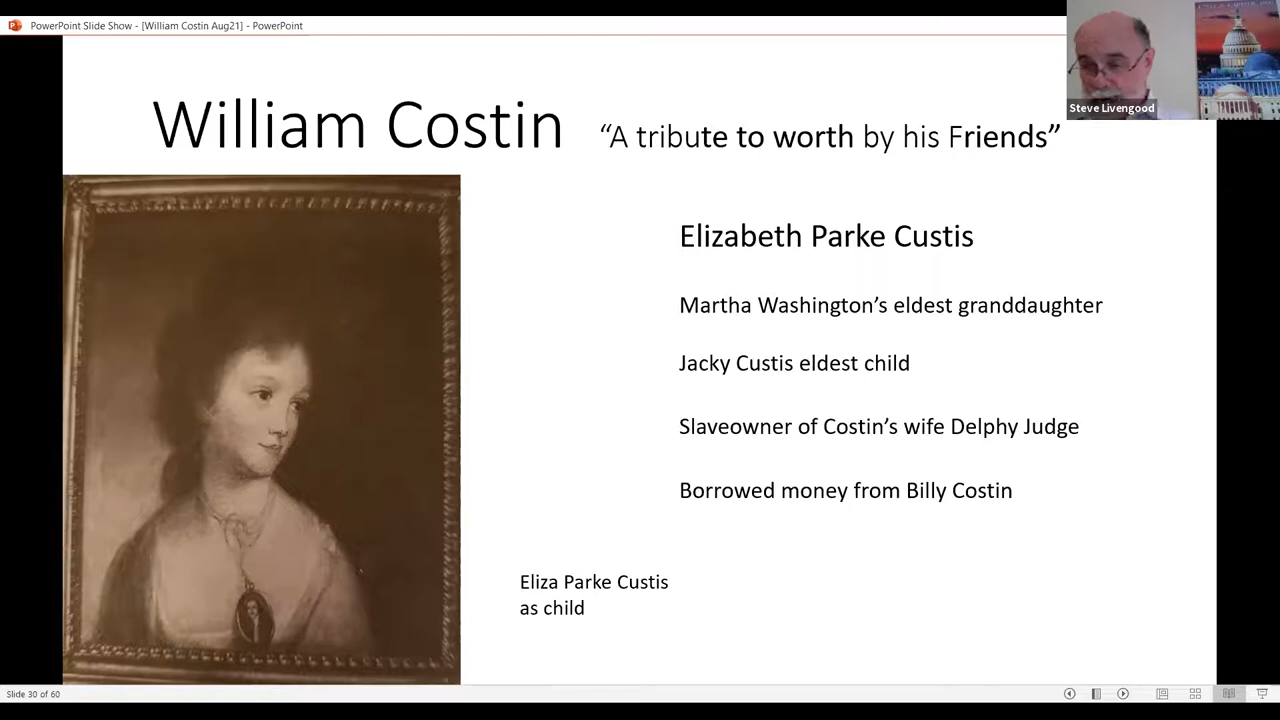 PowerPoint Slide Show - [William Costin Aug21] - PowerPoint
Steve Livengood
William Costin “A tribute to worth by his Friends”
Elizabeth Parke Custis
Martha Washington’s eldest granddaughter
Jacky Custis eldest child
Slaveowner of Costin’s wife Delphy Judge
Borrowed money from Billy Costin
Eliza Parke Custis
as child
Slide 30 of 60